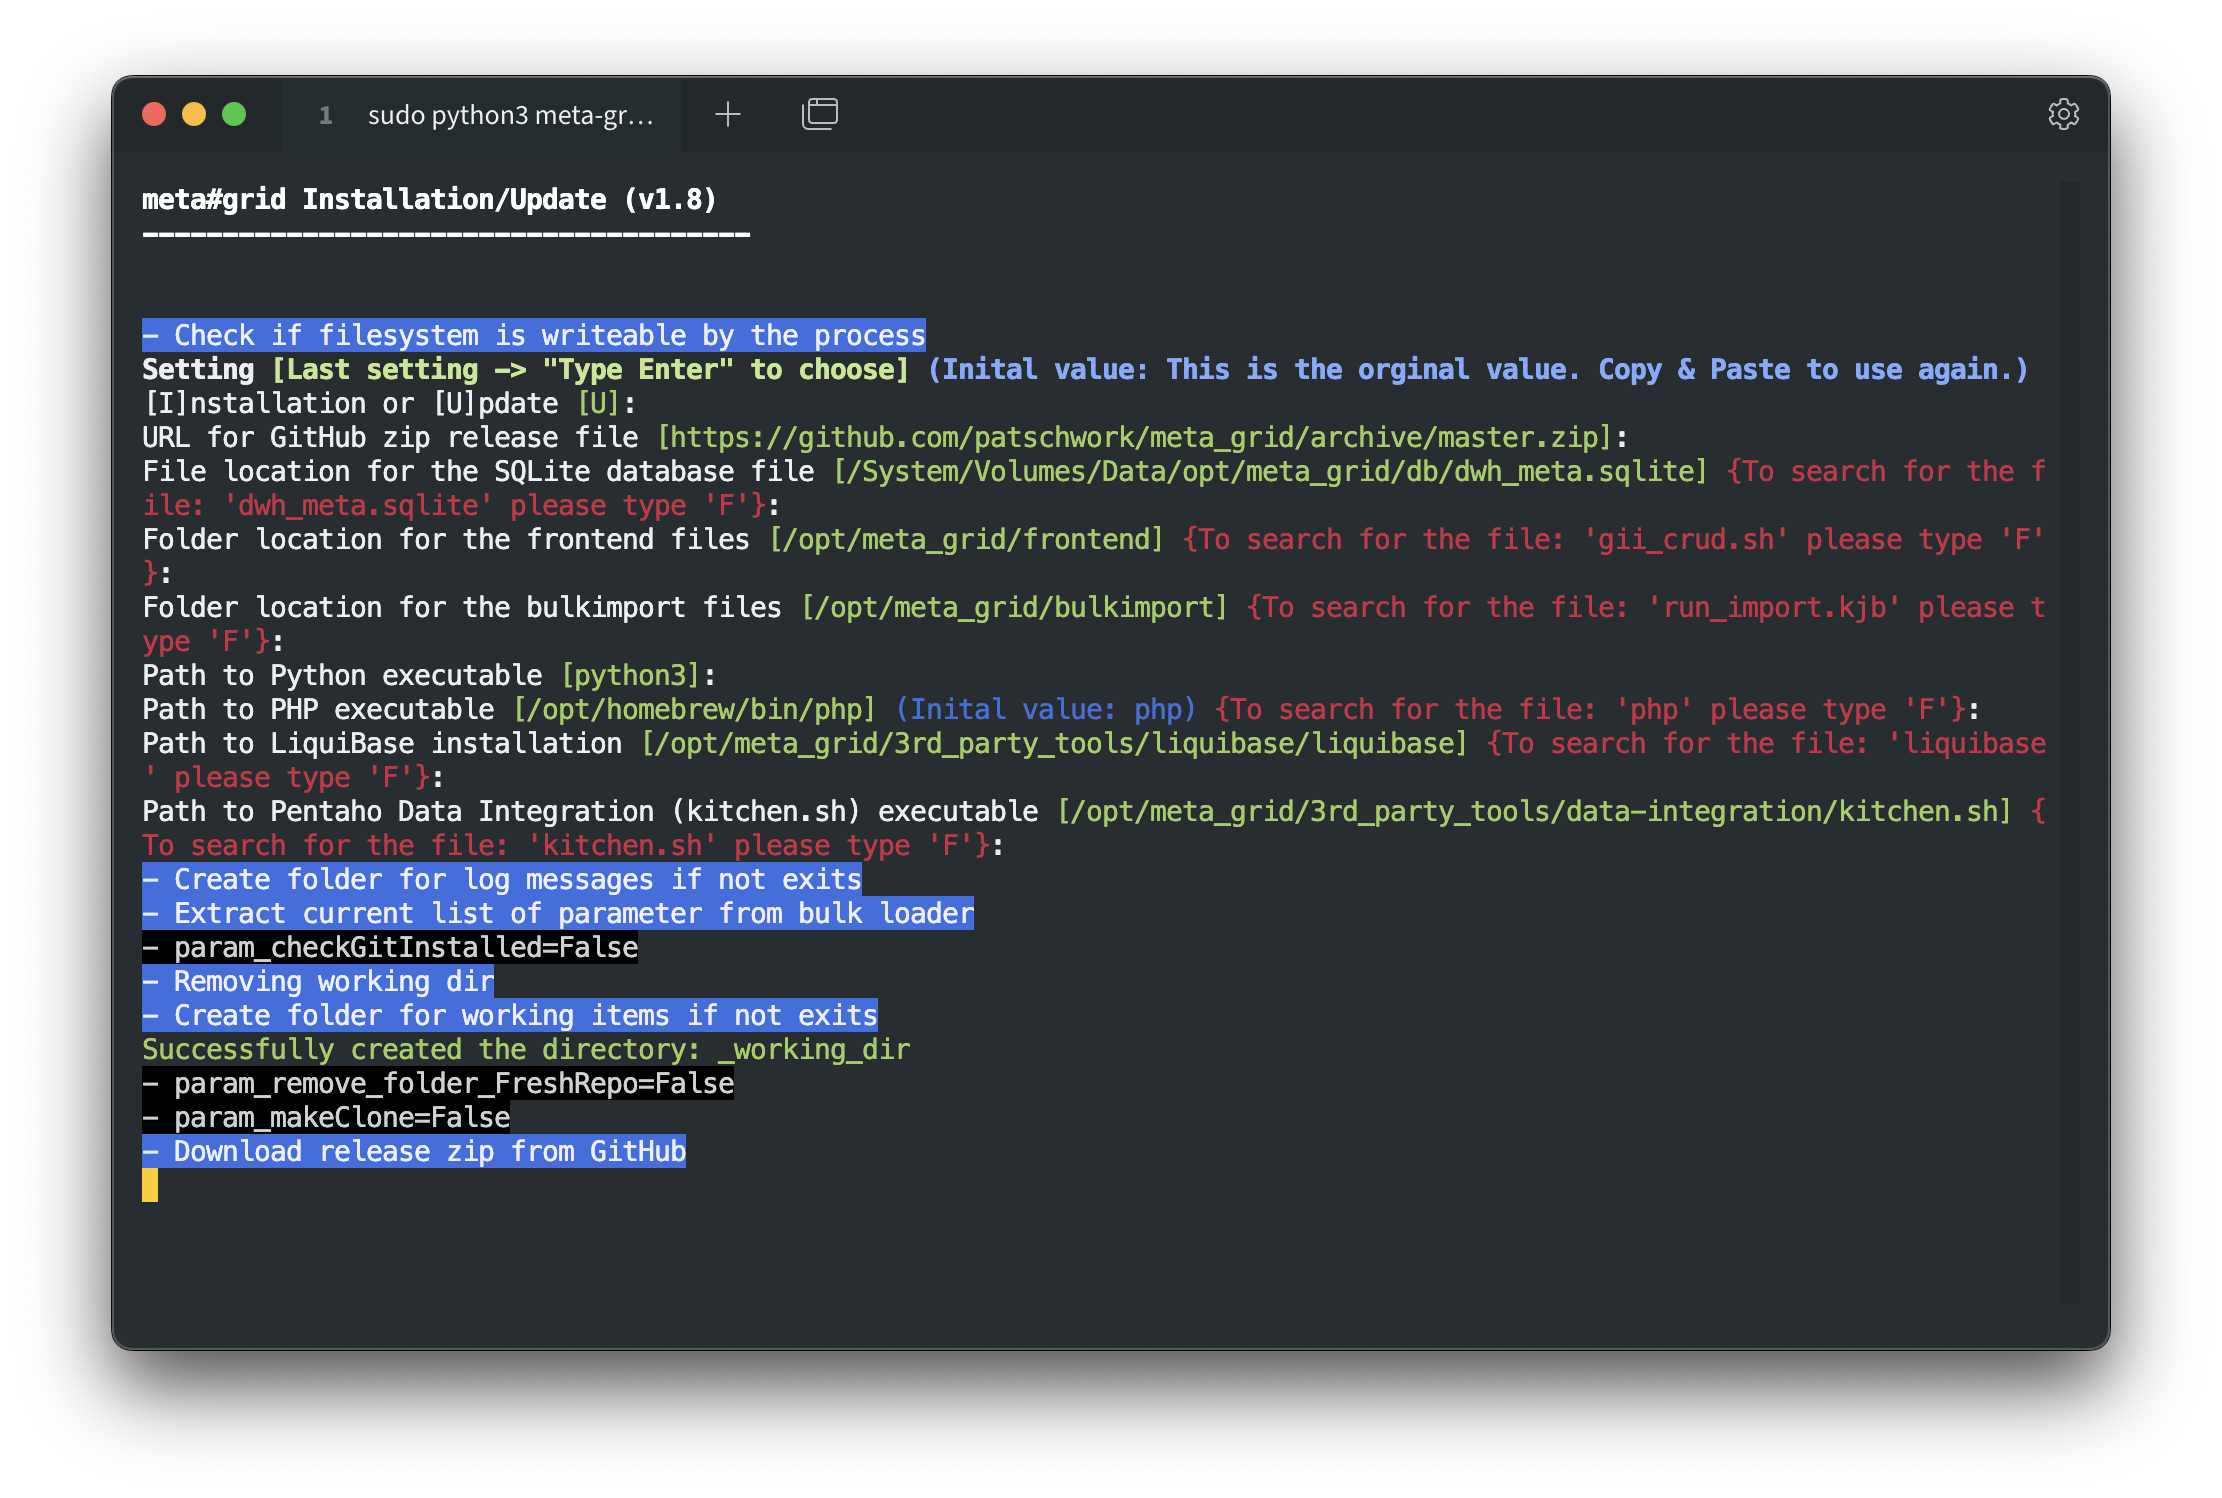 1 sudo python3 meta-gr…
meta#grid Installation/Update (v1.8)
--------------------------------------
- Check if filesystem is writeable by the process
Setting [Last setting -> "Type Enter" to choose] (Inital value: This is the orginal value. Copy & Paste to use again.)
[I]nstallation or [U]pdate [U]:
URL for GitHub zip release file [https://github.com/patschwork/meta_grid/archive/master.zip]:
File location for the SQLite database file [/System/Volumes/Data/opt/meta_grid/db/dwh_meta.sqlite] {To search for the f
ile: 'dwh_meta.sqlite' please type 'F'}:
Folder location for the frontend files [/opt/meta_grid/frontend] {To search for the file: 'gii_crud.sh' please type 'F'
}:
Folder location for the bulkimport files [/opt/meta_grid/bulkimport] {To search for the file: 'run_import.kjb' please t
ype 'F'}:
Path to Python executable [python3]:
Path to PHP executable [/opt/homebrew/bin/php] (Inital value: php) {To search for the file: 'php' please type 'F'}:
Path to LiquiBase installation [/opt/meta_grid/3rd_party_tools/liquibase/liquibase] {To search for the file: 'liquibase
' please type 'F'}:
Path to Pentaho Data Integration (kitchen.sh) executable [/opt/meta_grid/3rd_party_tools/data-integration/kitchen.sh] {
To search for the file: 'kitchen.sh' please type 'F'}:
- Create folder for log messages if not exits
- Extract current list of parameter from bulk loader
- param_checkGitInstalled=False
- Removing working dir
- Create folder for working items if not exits
Successfully created the directory: _working_dir
- param_remove_folder_FreshRepo=False
- param_makeClone=False
- Download release zip from GitHub